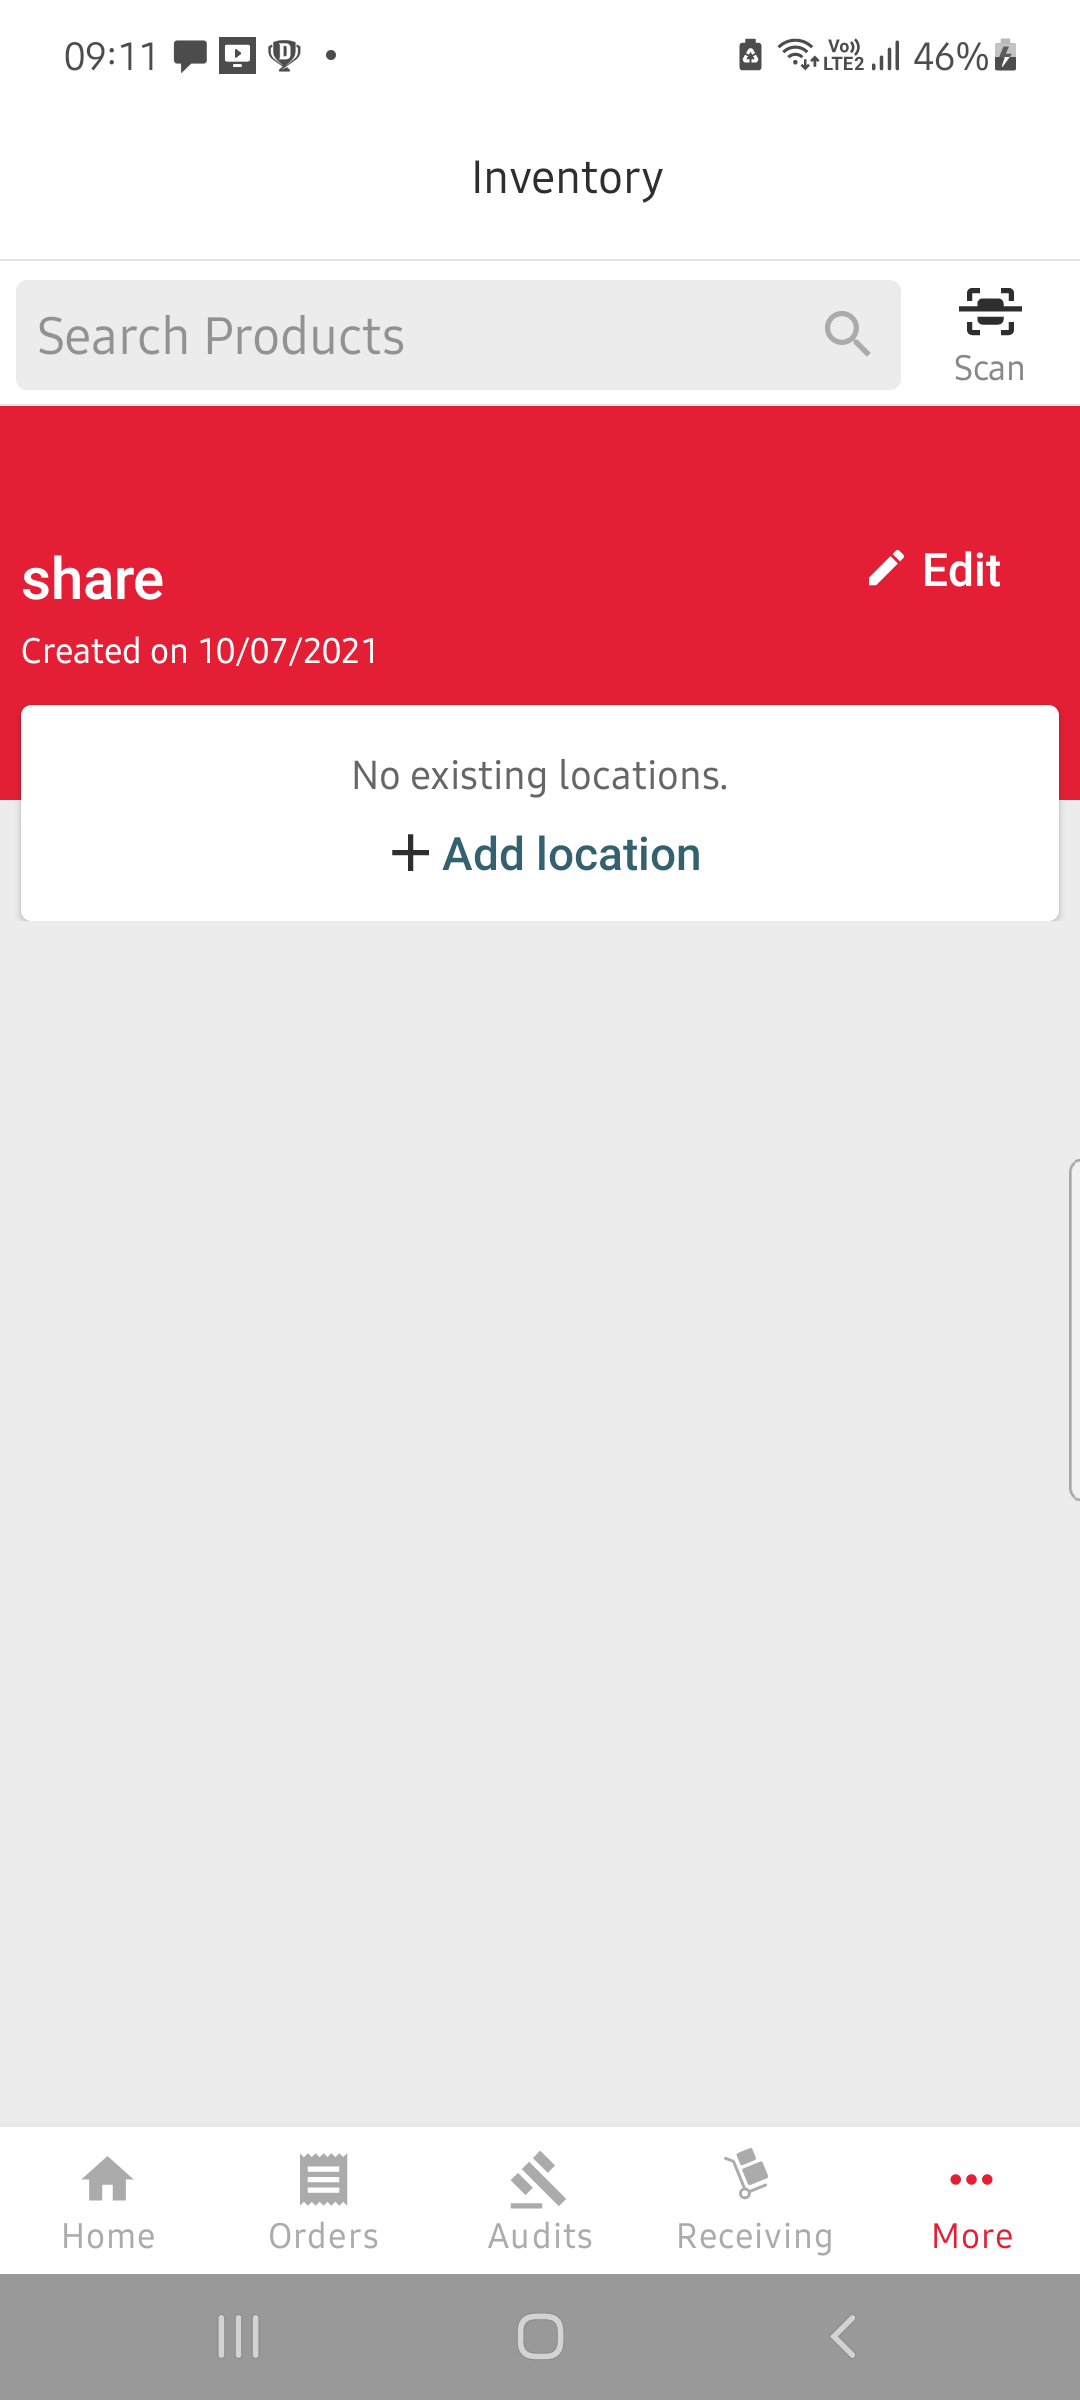 09:11
Vo)) LTE2 46%
Inventory
Search Products
Scan
share
Edit
Created on 10/07/2021
No existing locations.
+ Add location
Home
Orders
Audits
Receiving
More